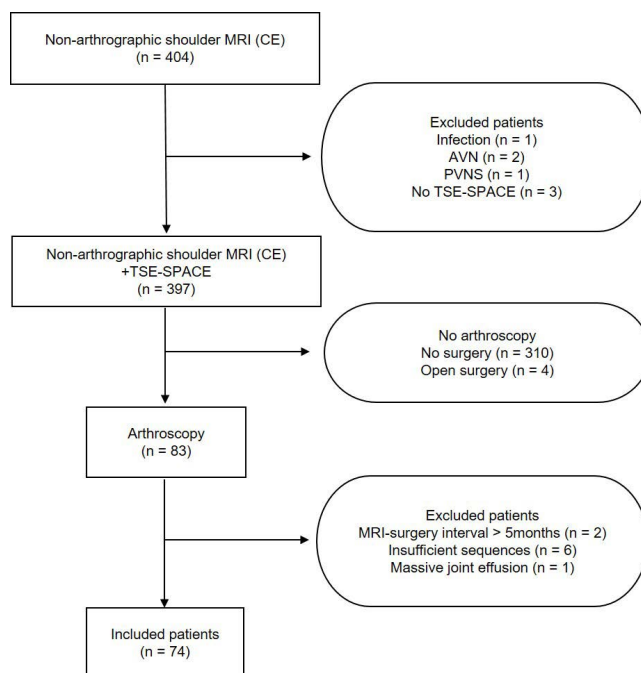 Non-arthrographic shoulder MRI (CE)
(n = 404)
Excluded patients
Infection (n = 1)
AVN (n = 2)
PVNS (n = 1)
No TSE-SPACE (n = 3)
Non-arthrographic shoulder MRI (CE)
+TSE-SPACE
(n = 397)
No arthroscopy
No surgery (n = 310)
Open surgery (n = 4)
Arthroscopy
(n = 83)
Excluded patients
MRI-surgery interval > 5months (n = 2)
Insufficient sequences (n = 6)
Massive joint effusion (n = 1)
Included patients
(n = 74)